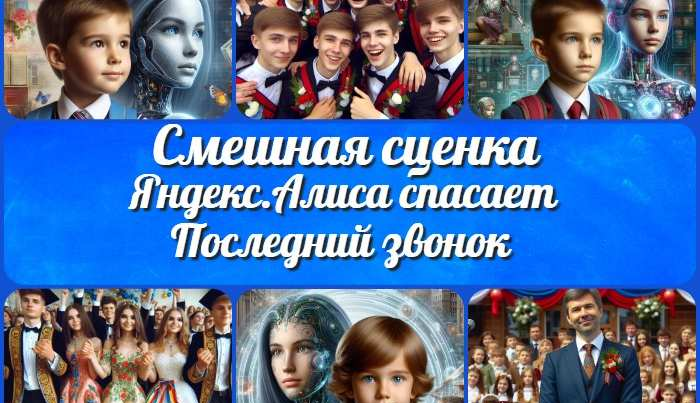 Смешная сценка
Яндекс.Алиса спасает
Последний звонок